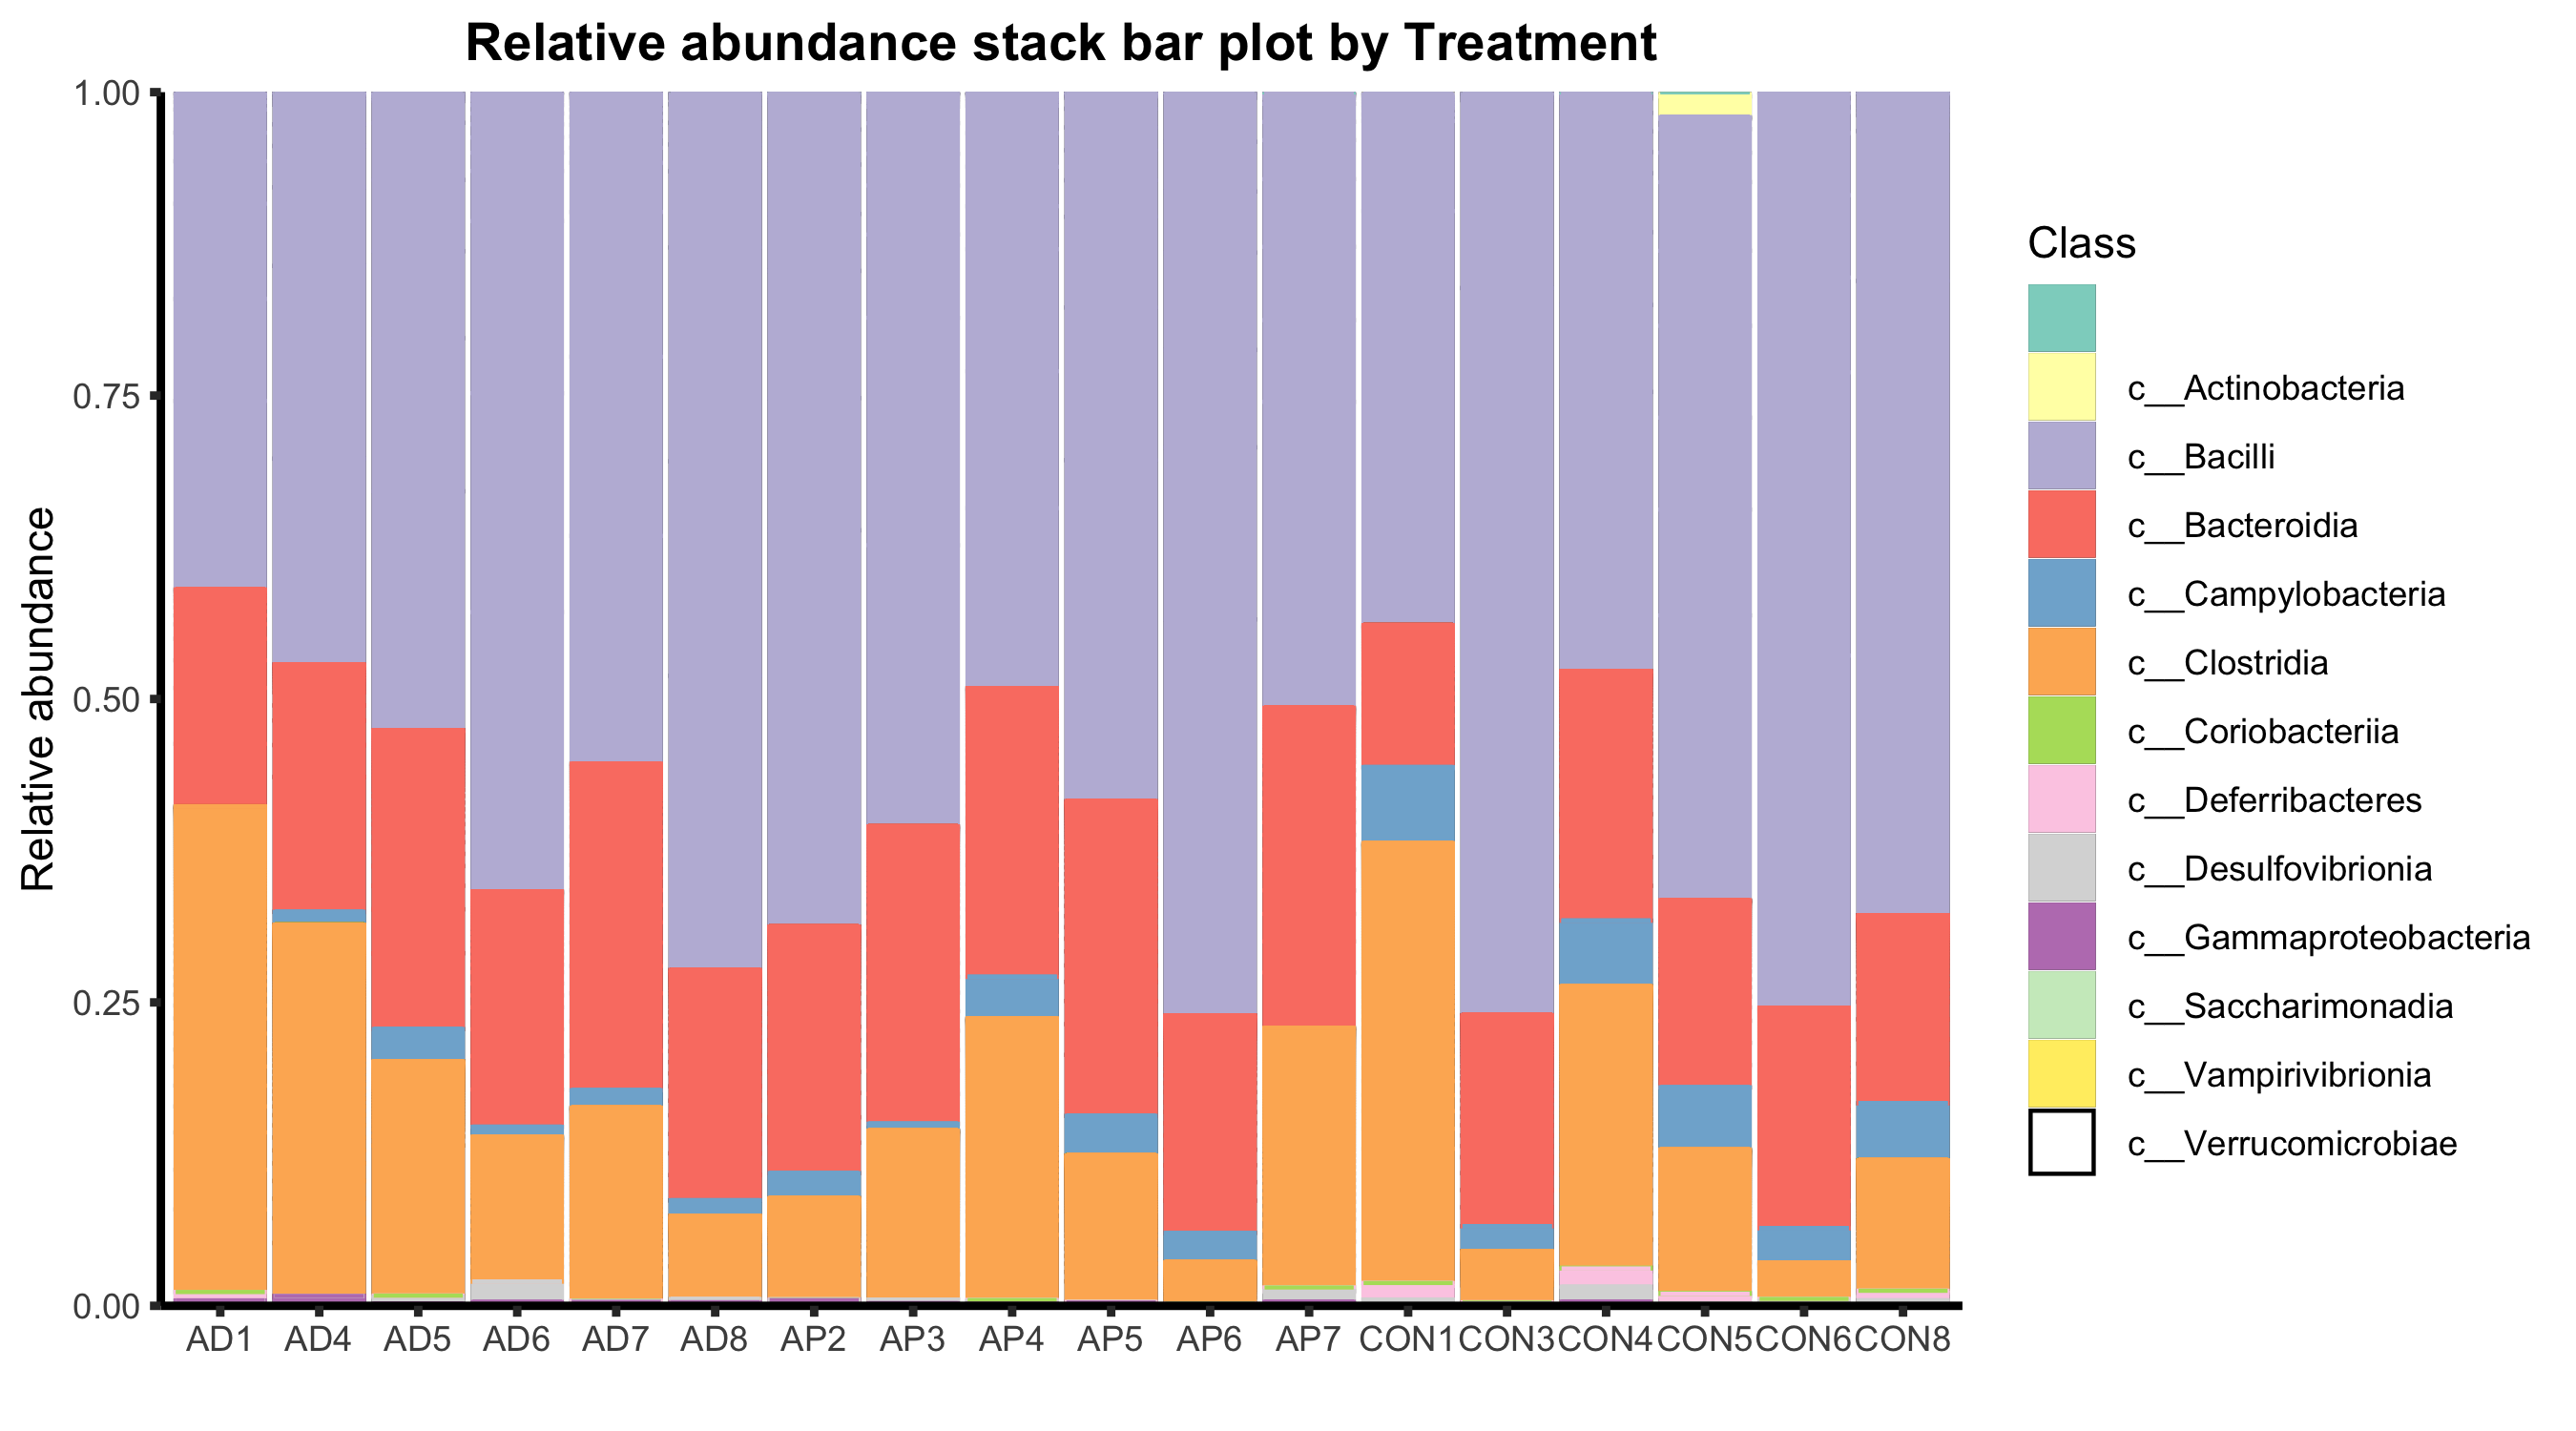 Relative abundance stack bar plot by Treatment
Relative abundance
1.00
0.75
0.50
0.25
0.00
AD1 AD4 AD5 AD6 AD7 AD8 AP2 AP3 AP4 AP5 AP6 AP7 CON1 CON3 CON4 CON5 CON6 CON8
Class
c__Actinobacteria
c__Bacilli
c__Bacteroidia
c__Campylobacteria
c__Clostridia
c__Coriobacteriia
c__Deferribacteres
c__Desulfovibrionia
c__Gammaproteobacteria
c__Saccharimonadia
c__Vampirivibrionia
c__Verrucomicrobiae